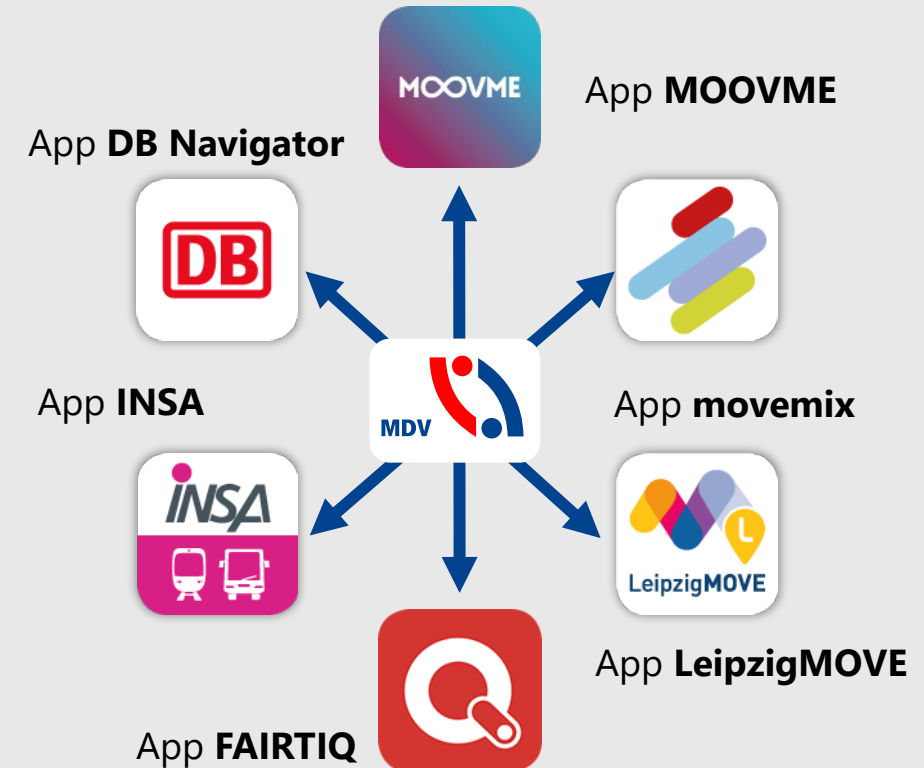 MOOVME
App MOOVME
App DB Navigator
DB
App INSA
MDV
App movemix
INSA
LeipzigMOVE
L
App LeipzigMOVE
App FAIRTIQ